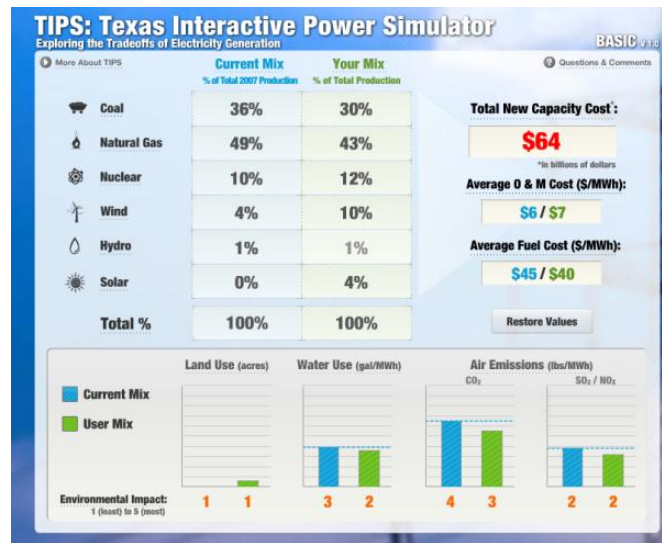 TIPS: Texas Interactive Power Simulator
Exploring the Tradeoffs of Electricity Generation
BASIC V 1.0
More About TIPS
Current Mix
% of Total 2007 Production
Your Mix
% of Total Production
Questions & Comments
Coal 36% 30%
Natural Gas 49% 43%
Nuclear 10% 12%
Wind 4% 10%
Hydro 1% 1%
Solar 0% 4%
Total % 100% 100%
Total New Capacity Cost*:
$64
*in billions of dollars
Average O & M Cost ($/MWh):
$6 / $7
Average Fuel Cost ($/MWh):
$45 / $40
Restore Values
Land Use (acres) Water Use (gal/MWh) Air Emissions (lbs/MWh)
CO₂ SO₂ / NOₓ
Current Mix
User Mix
Environmental Impact: 1 1 3 2 4 3 2 2
1 (least) to 5 (most)